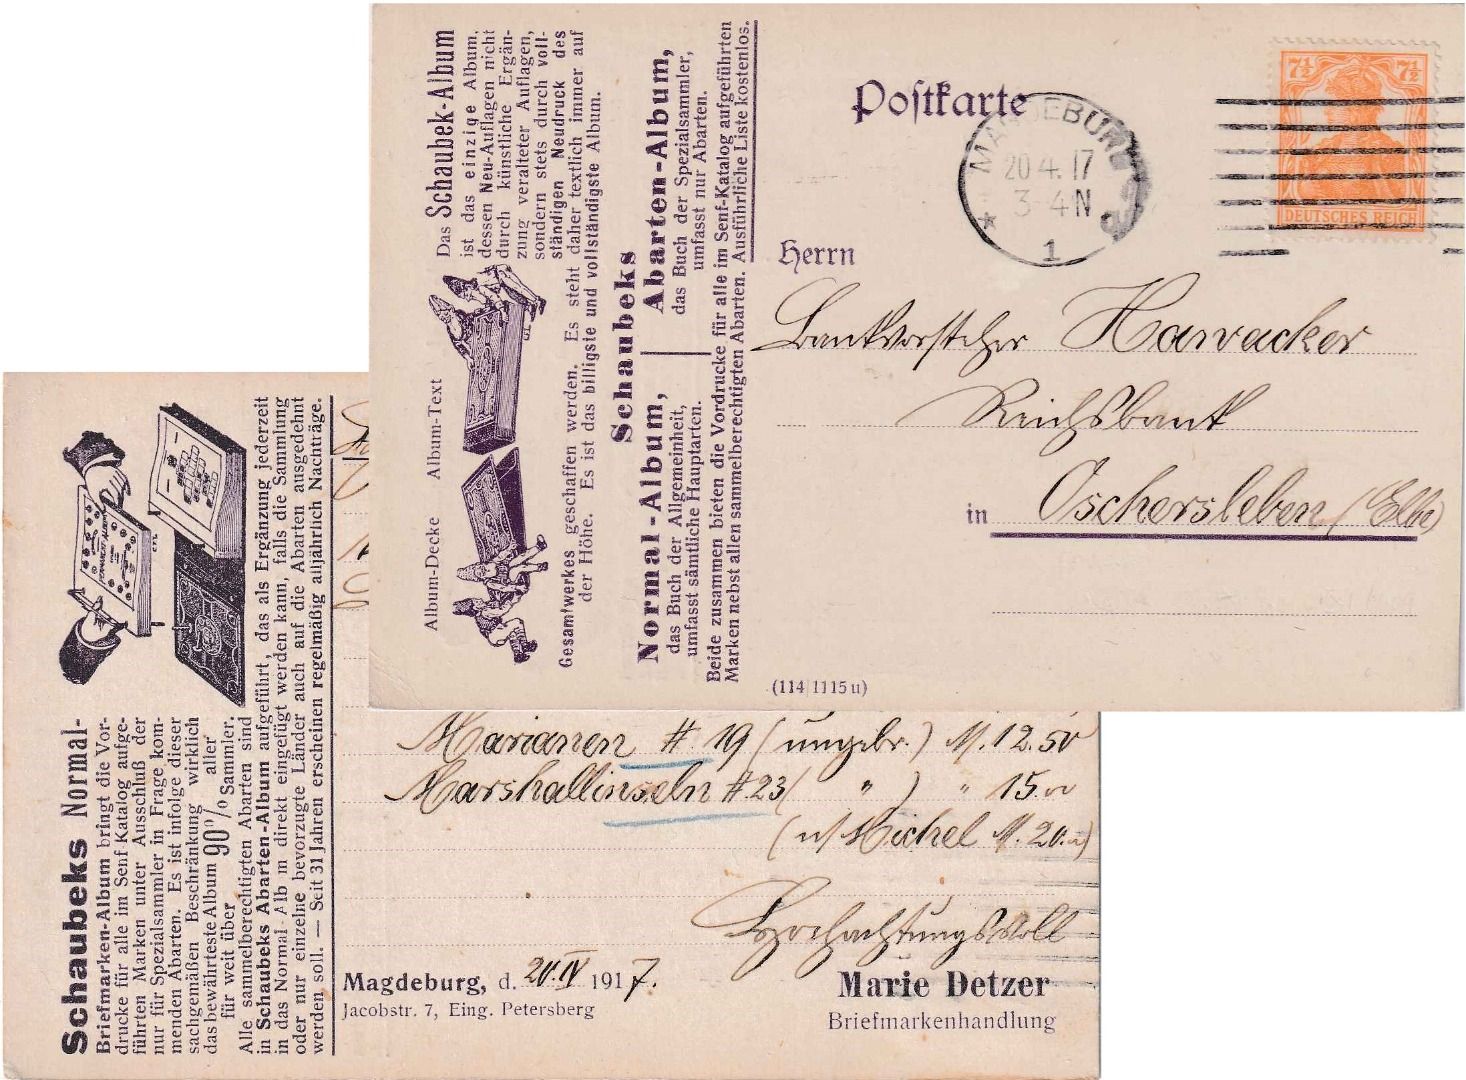 Das Schaubek-Album
ist das einzige Album,
dessen Neu-Auflagen nicht
durch künstliche Ergän-
zung veralteter Auflagen,
sondern stets durch voll-
ständigen Neudruck des
Album-Decke Album-Text
Gesamtwerkes geschaffen werden. Es steht daher textlich immer auf
der Höhe. Es ist das billigste und vollständigste Album.
Schaubeks
Normal-Album,
das Buch der Allgemeinheit,
umfasst sämtliche Hauptarten.
Abarten-Album,
das Buch der Spezialsammler,
umfasst nur Abarten.
Beide zusammen bieten die Vordrucke für alle im Senf-Katalog aufgeführten
Marken nebst allen sammelberechtigten Abarten. Ausführliche Liste kostenlos.
Postkarte
MAGDEBURG
20 4. 17
3-4N
1
7½ 7½
DEUTSCHES REICH
Herrn
Bankvorsteher Hawacker
Reichsbank
in Oschersleben
(114|1115u)
Schaubeks Normal-
Briefmarken-Album bringt die Vor-
drucke für alle im Senf Katalog aufge-
führten Marken unter Ausschluß der
nur für Spezialsammler in Frage kom-
menden Abarten. Es ist infolge dieser
sachgemäßen Beschränkung wirklich
das bewährteste Album aller
für weit über 90% Sammler.
Alle sammelberechtigten Abarten sind
in Schaubeks Abarten-Album aufgeführt, das als Ergänzung jederzeit
in das Normal-Alb m direkt eingefügt werden kann, falls die Sammlung
oder nur einzelne bevorzugte Länder auch auf die Abarten ausgedehnt
werden soll. — Seit 31 Jahren erscheinen regelmäßig alljährlich Nachträge.
Marianen # 19 (ungebr.) M. 12.50
Marshallinseln # 23 ( " ) " 15.00
(n/ Michel M. 20.-)
Hochachtungsvoll
Magdeburg, d. 20. IV 1917.
Jacobstr. 7, Eing. Petersberg
Marie Detzer
Briefmarkenhandlung